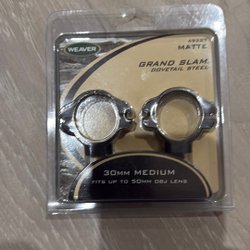 WEAVER
MATTE
GRAND SLAM
DOVETAIL STEEL
30MM MEDIUM
FITS UP TO 50MM OBJ LENS